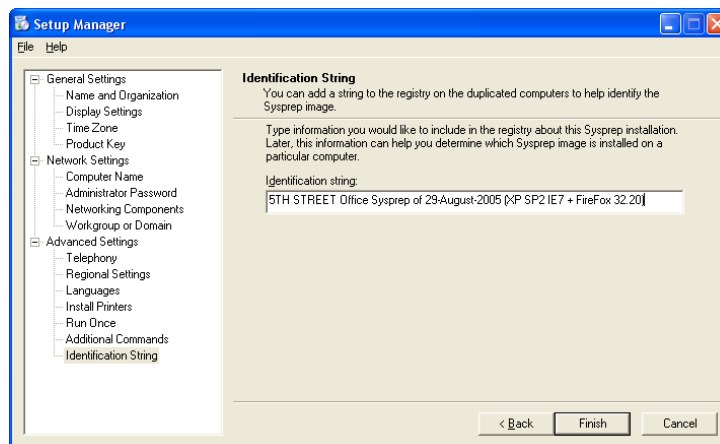 Setup Manager
File Help
General Settings
Name and Organization
Display Settings
Time Zone
Product Key
Network Settings
Computer Name
Administrator Password
Networking Components
Workgroup or Domain
Advanced Settings
Telephony
Regional Settings
Languages
Install Printers
Run Once
Additional Commands
Identification String
Identification String
You can add a string to the registry on the duplicated computers to help identify the
Sysprep image.
Type information you would like to include in the registry about this Sysprep installation.
Later, this information can help you determine which Sysprep image is installed on a
particular computer.
Identification string:
5TH STREET Office Sysprep of 29-August-2005 (XP SP2 IE7 + FireFox 32.20)
< Back Finish Cancel